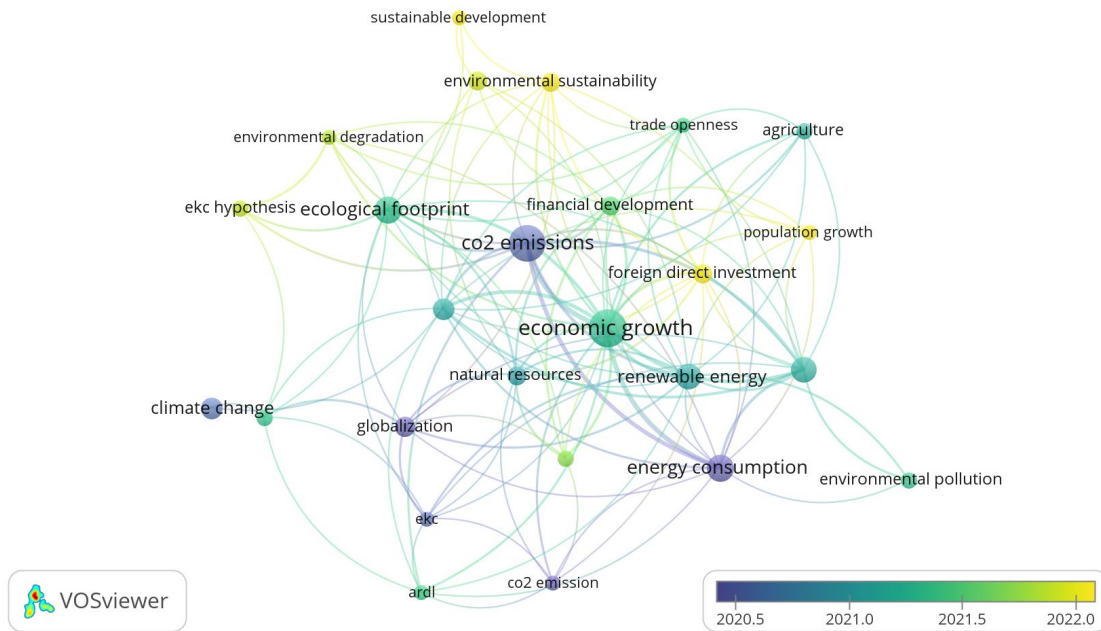 sustainable development
environmental sustainability
trade openness
agriculture
environmental degradation
ekc hypothesis
ecological footprint
financial development
co2 emissions
population growth
foreign direct investment
economic growth
natural resources
renewable energy
climate change
globalization
energy consumption
environmental pollution
ekc
co2 emission
ardl
VOSviewer
2020.5 2021.0 2021.5 2022.0